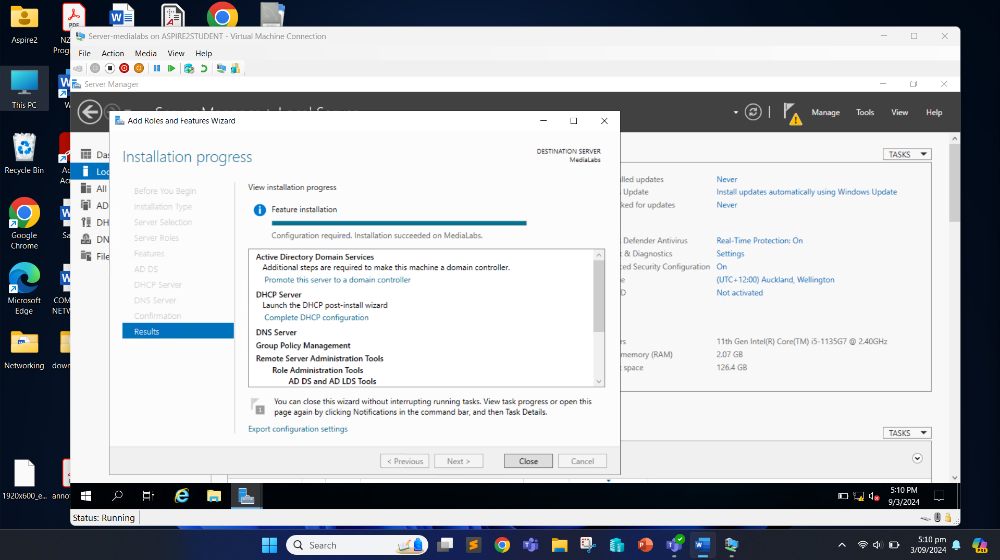 Aspire2
PDF
NZ
Progr
This PC
Recycle Bin
Ac
Acr
Google
Chrome
Sa
Microsoft
Edge
COM
NETW
Networking
down
1920x600_e...
annot
Server-medialabs on ASPIRE2STUDENT - Virtual Machine Connection
File Action Media View Help
Server Manager
Manage Tools View Help
Das
Loc
All
AD
DH
DN
File
Add Roles and Features Wizard
Installation progress
DESTINATION SERVER
MediaLabs
Before You Begin
Installation Type
Server Selection
Server Roles
Features
AD DS
DHCP Server
DNS Server
Confirmation
Results
View installation progress
Feature installation
Configuration required. Installation succeeded on MediaLabs.
Active Directory Domain Services
Additional steps are required to make this machine a domain controller.
Promote this server to a domain controller
DHCP Server
Launch the DHCP post-install wizard
Complete DHCP configuration
DNS Server
Group Policy Management
Remote Server Administration Tools
Role Administration Tools
AD DS and AD LDS Tools
1
You can close this wizard without interrupting running tasks. View task progress or open this
page again by clicking Notifications in the command bar, and then Task Details.
Export configuration settings
< Previous
Next >
Close
Cancel
TASKS
lled updates Never
Update Install updates automatically using Windows Update
ked for updates Never
Defender Antivirus Real-Time Protection: On
& Diagnostics Settings
ced Security Configuration On
e (UTC+12:00) Auckland, Wellington
D Not activated
rs 11th Gen Intel(R) Core(TM) i5-1135G7 @ 2.40GHz
memory (RAM) 2.07 GB
space 126.4 GB
TASKS
5:10 PM
9/3/2024
Status: Running
Search
5:10 pm
3/09/2024
PRE